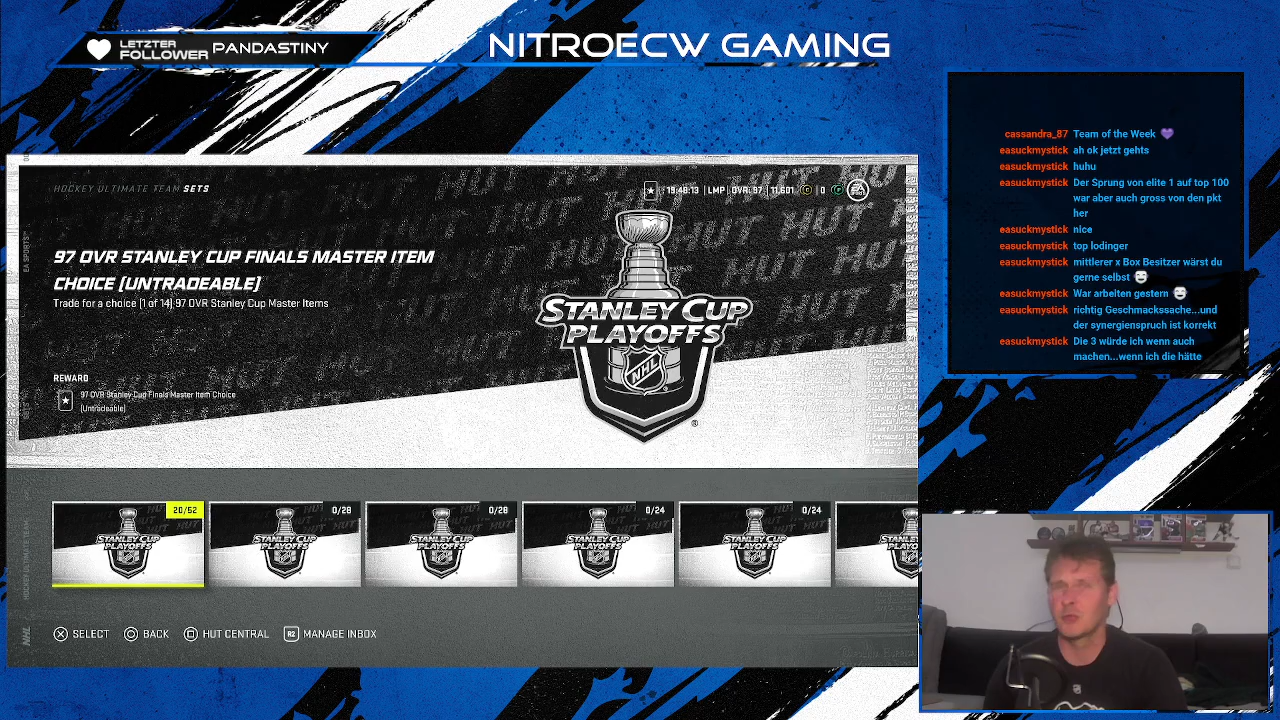 LETZTER
FOLLOWER
PANDASTINY
NITROECW GAMING
HOCKEY ULTIMATE TEAM SETS
19:48:13 | LMP | OVR: 97 | 11,601 | 0
EA
97 OVR STANLEY CUP FINALS MASTER ITEM
CHOICE (UNTRADEABLE)
Trade for a choice (1 of 14) 97 OVR Stanley Cup Master Items
STANLEY CUP
PLAYOFFS
NHL
REWARD
97 OVR Stanley Cup Finals Master Item Choice
(Untradeable)
20/52
0/28
0/28
0/24
0/24
SELECT
BACK
HUT CENTRAL
R2 MANAGE INBOX
cassandra_87 Team of the Week
easuckmystick ah ok jetzt gehts
easuckmystick huhu
easuckmystick Der Sprung von elite 1 auf top 100
war aber auch gross von den pkt
her
easuckmystick nice
easuckmystick top lodinger
easuckmystick mittlerer x Box Besitzer wärst du
gerne selbst
easuckmystick War arbeiten gestern
easuckmystick richtig Geschmackssache...und
der synergienspruch ist korrekt
easuckmystick Die 3 würde ich wenn auch
machen...wenn ich die hätte